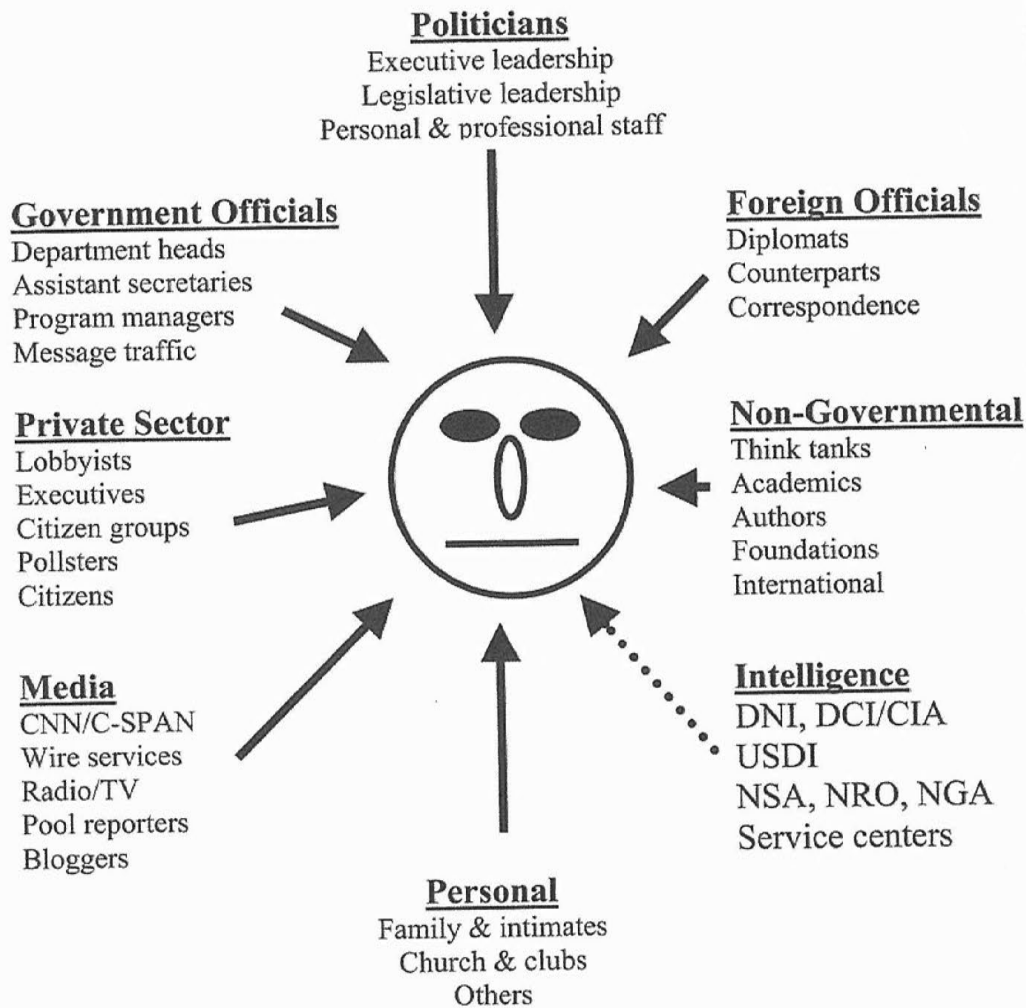 Politicians
Executive leadership
Legislative leadership
Personal & professional staff
Government Officials
Department heads
Assistant secretaries
Program managers
Message traffic
Foreign Officials
Diplomats
Counterparts
Correspondence
Private Sector
Lobbyists
Executives
Citizen groups
Pollsters
Citizens
Non-Governmental
Think tanks
Academics
Authors
Foundations
International
Media
CNN/C-SPAN
Wire services
Radio/TV
Pool reporters
Bloggers
Intelligence
DNI, DCI/CIA
USDI
NSA, NRO, NGA
Service centers
Personal
Family & intimates
Church & clubs
Others